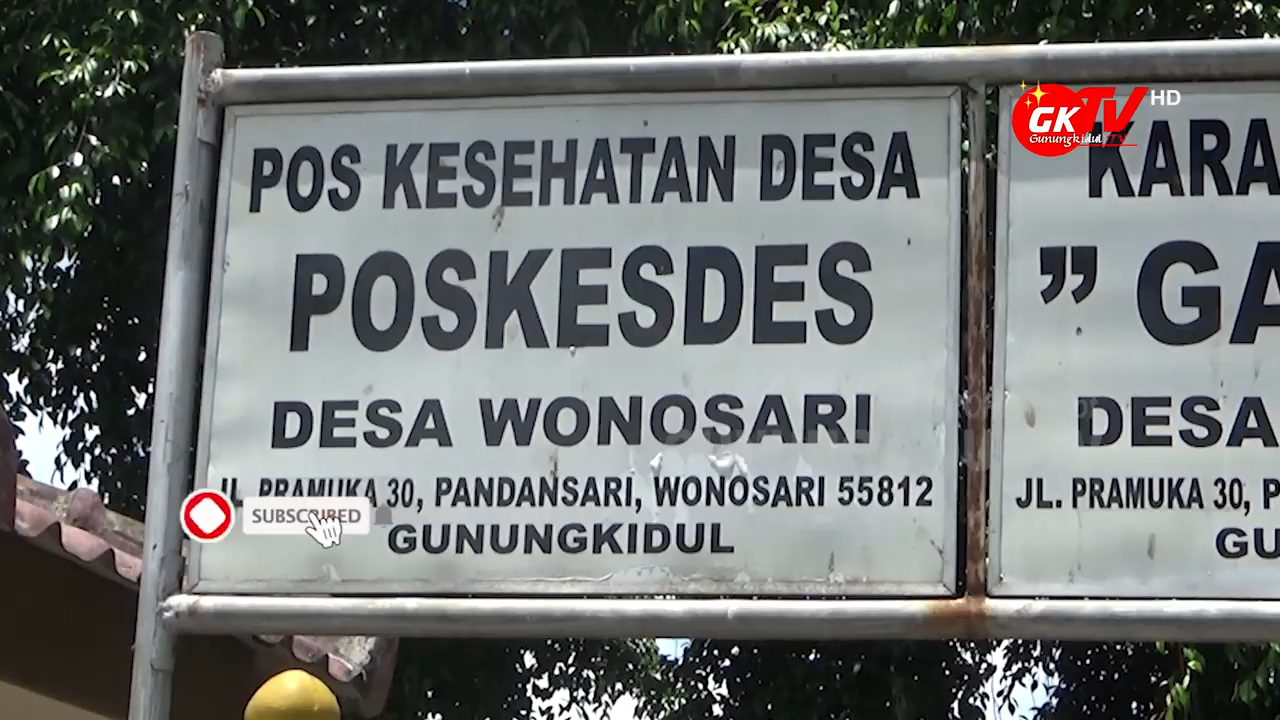 POS KESEHATAN DESA
POSKESDES
DESA WONOSARI
JL. PRAMUKA 30, PANDANSARI, WONOSARI 55812
GUNUNGKIDUL
KARA
” GA
DESA
JL. PRAMUKA 30, P
GU
GKTV HD
Gunungkidul
SUBSCRIBED